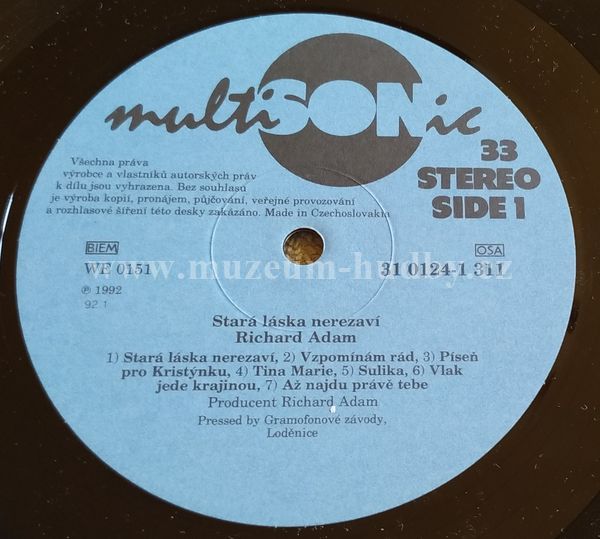 multiSONic
33
STEREO
SIDE 1
Všechna práva
výrobce a vlastníků autorských práv
k dílu jsou vyhrazena. Bez souhlasu
je výroba kopií, pronájem, půjčování, veřejné provozování
a rozhlasové šíření této desky zakázáno. Made in Czechoslovakia
BIEM
OSA
WE 0151
31 0124-1 311
www.muzeum-hudky.cz
℗ 1992
92 1
Stará láska nerezaví
Richard Adam
1) Stará láska nerezaví, 2) Vzpomínám rád, 3) Píseň
pro Kristýnku, 4) Tina Marie, 5) Sulika, 6) Vlak
jede krajinou, 7) Až najdu právě tebe
Producent Richard Adam
Pressed by Gramofonové závody,
Loděnice